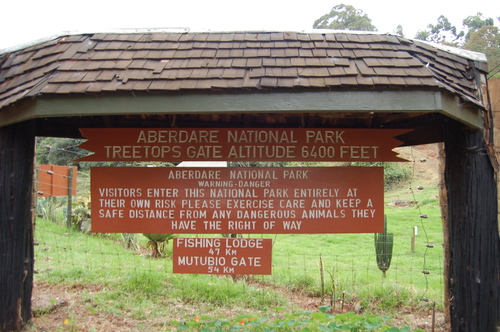 ABERDARE NATIONAL PARK
TREETOPS GATE ALTITUDE 6400 FEET
ABERDARE NATIONAL PARK
WARNING-DANGER
VISITORS ENTER THIS NATIONAL PARK ENTIRELY AT
THEIR OWN RISK PLEASE EXERCISE CARE AND KEEP A
SAFE DISTANCE FROM ANY DANGEROUS ANIMALS THEY
HAVE THE RIGHT OF WAY
FISHING LODGE
47 KM
MUTUBIO GATE
54 KM